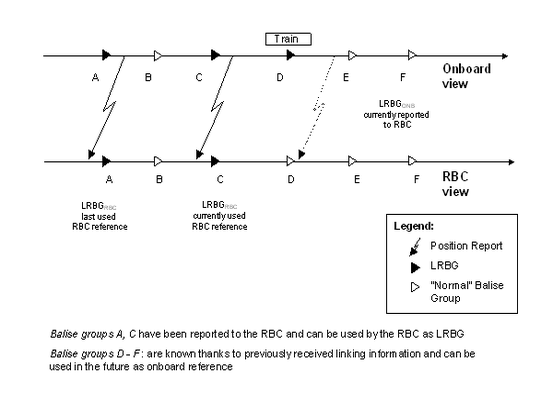 Train
A B C D E F
Onboard
view
LRBG ONB
currently reported
to RBC
A B C D E F
RBC
view
LRBG RBC
last used
RBC reference
LRBG RBC
currently used
RBC reference
Legend:
Position Report
LRBG
"Normal" Balise
Group
Balise groups A, C have been reported to the RBC and can be used by the RBC as LRBG
Balise groups D - F: are known thanks to previously received linking information and can be
used in the future as onboard reference